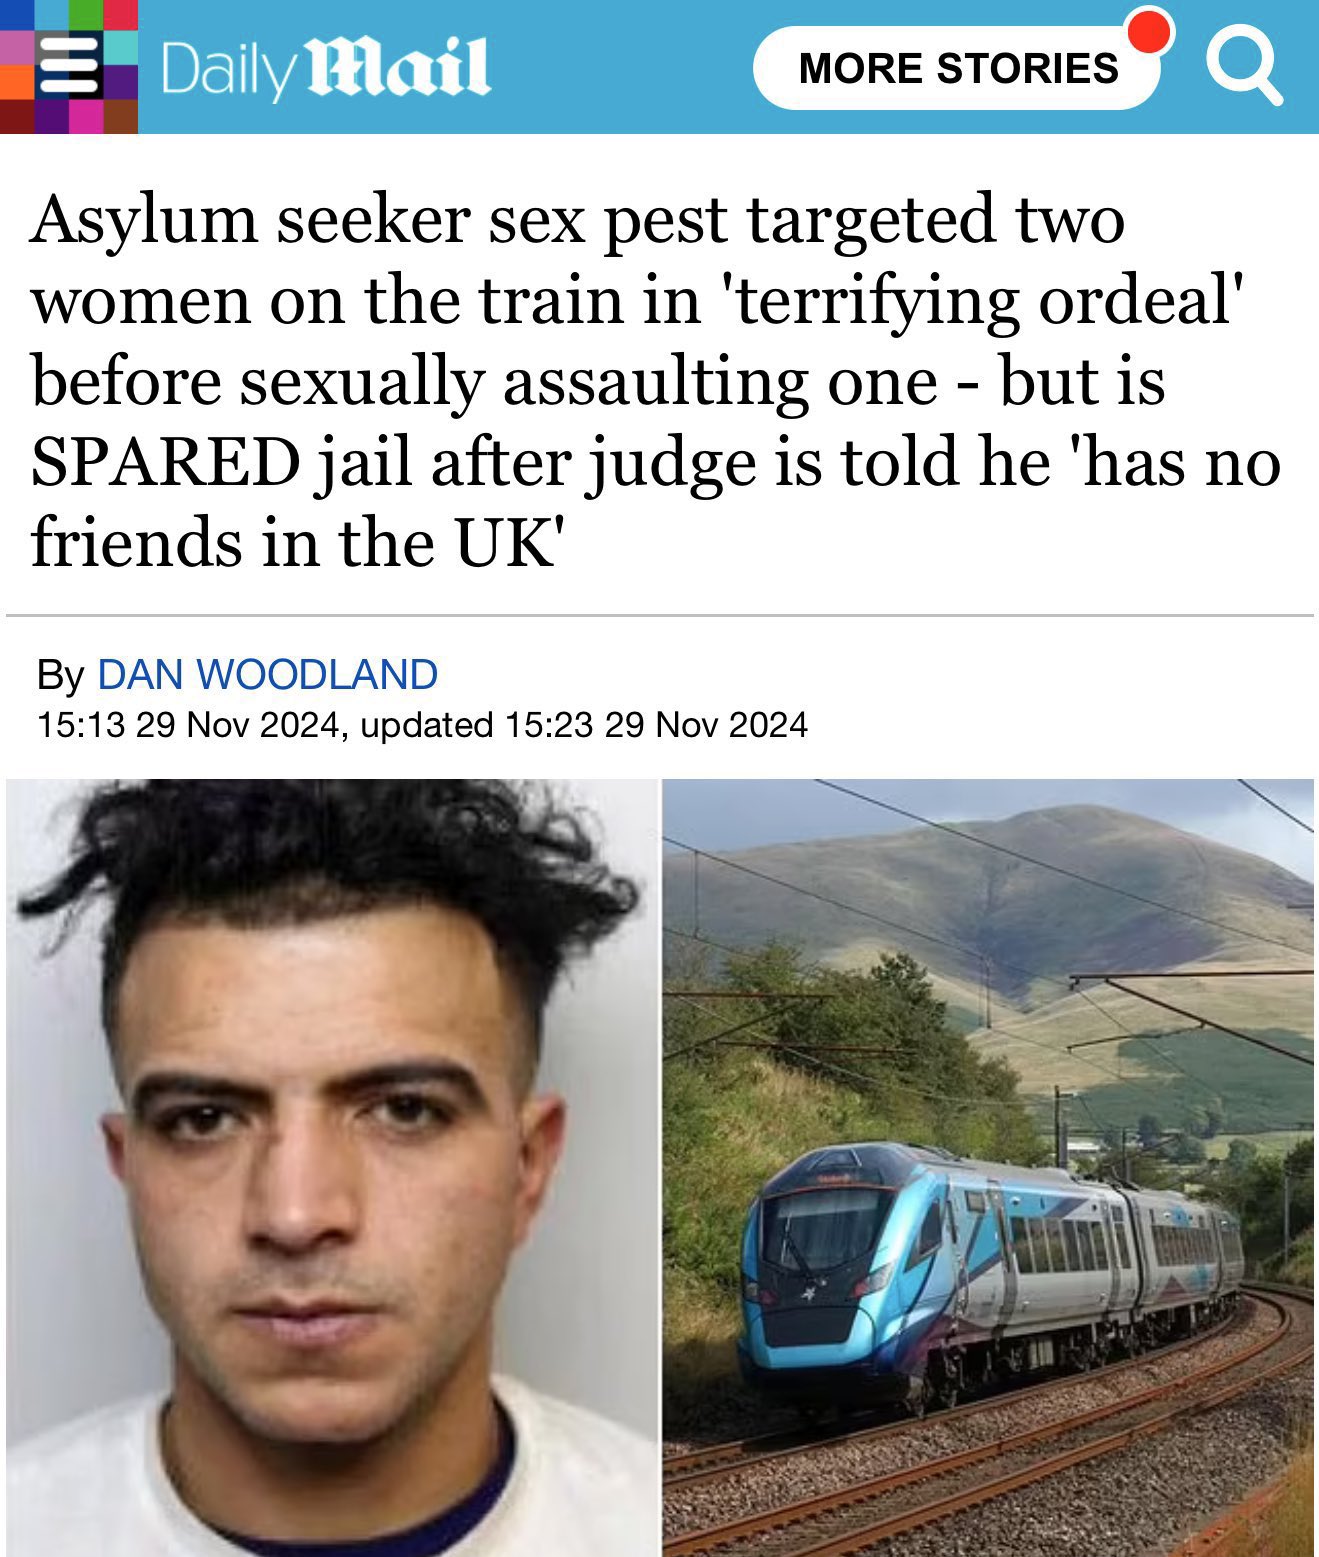 Daily Mail
MORE STORIES
Asylum seeker sex pest targeted two
women on the train in 'terrifying ordeal'
before sexually assaulting one - but is
SPARED jail after judge is told he 'has no
friends in the UK'
By DAN WOODLAND
15:13 29 Nov 2024, updated 15:23 29 Nov 2024